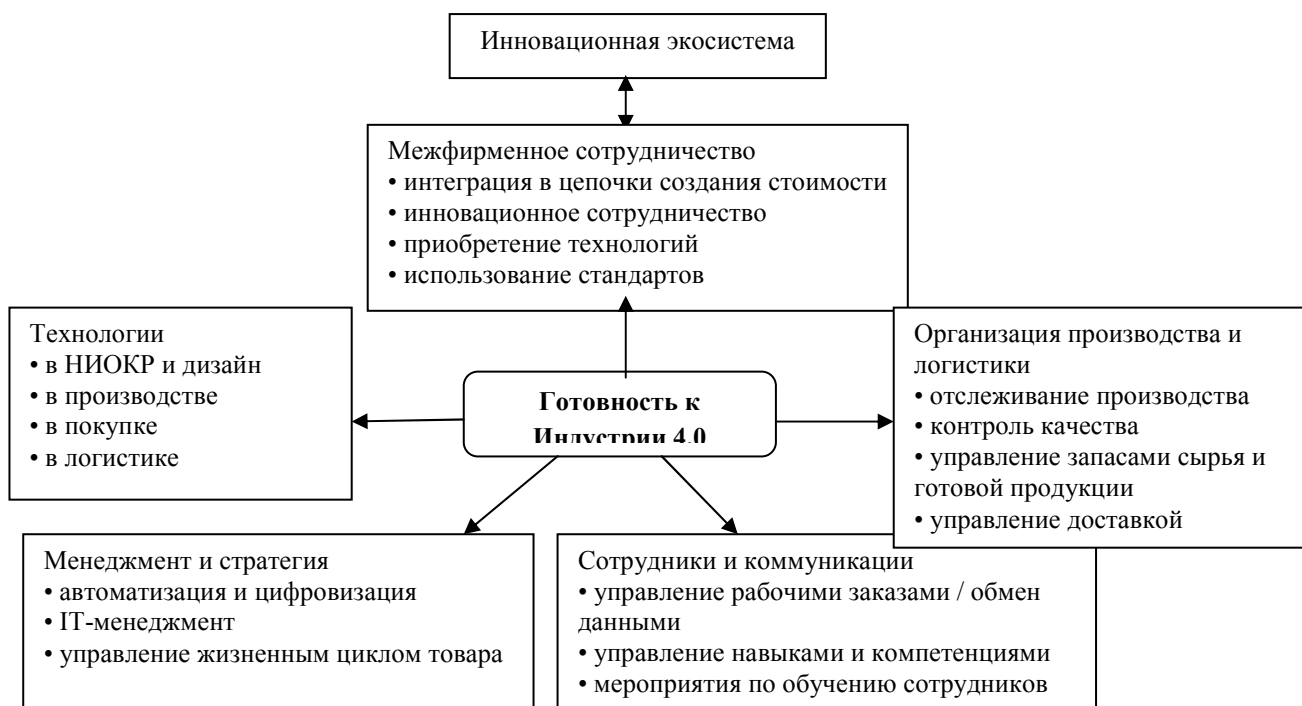 Инновационная экосистема
Межфирменное сотрудничество
• интеграция в цепочки создания стоимости
• инновационное сотрудничество
• приобретение технологий
• использование стандартов
Технологии
• в НИОКР и дизайн
• в производстве
• в покупке
• в логистике
Готовность к
Индустрии 4.0
Организация производства и
логистики
• отслеживание производства
• контроль качества
• управление запасами сырья и
готовой продукции
• управление доставкой
Менеджмент и стратегия
• автоматизация и цифровизация
• IT-менеджмент
• управление жизненным циклом товара
Сотрудники и коммуникации
• управление рабочими заказами / обмен
данными
• управление навыками и компетенциями
• мероприятия по обучению сотрудников